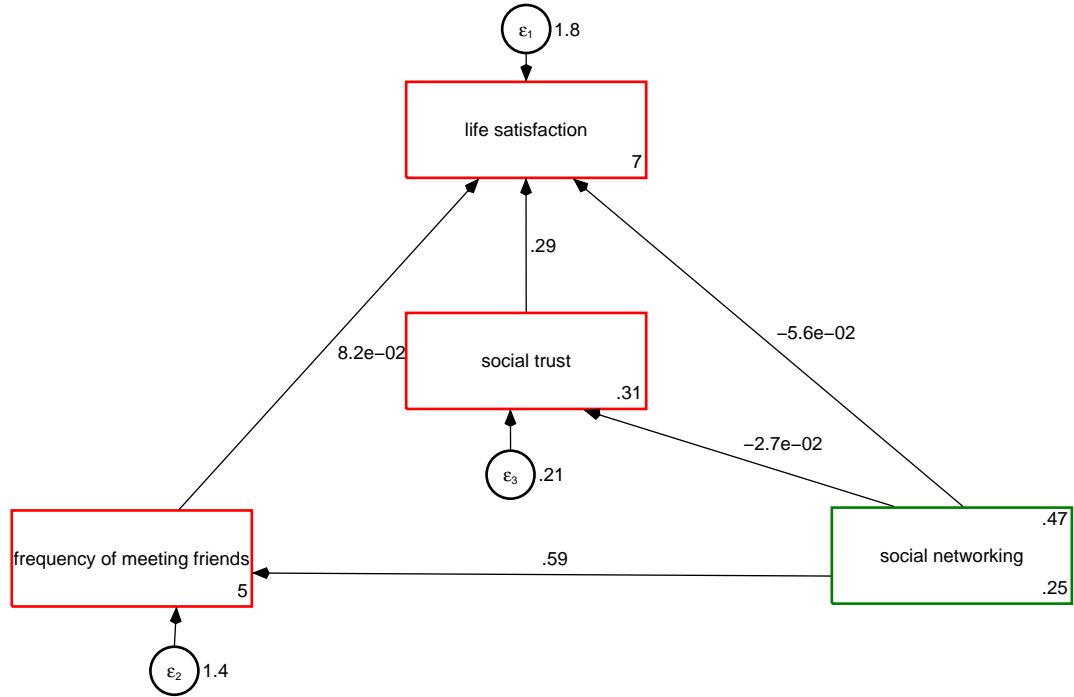 ε₁ 1.8
life satisfaction
7
.29
8.2e−02
−5.6e−02
social trust
.31
−2.7e−02
ε₃ .21
frequency of meeting friends
5
.59
.47
social networking
.25
ε₂ 1.4